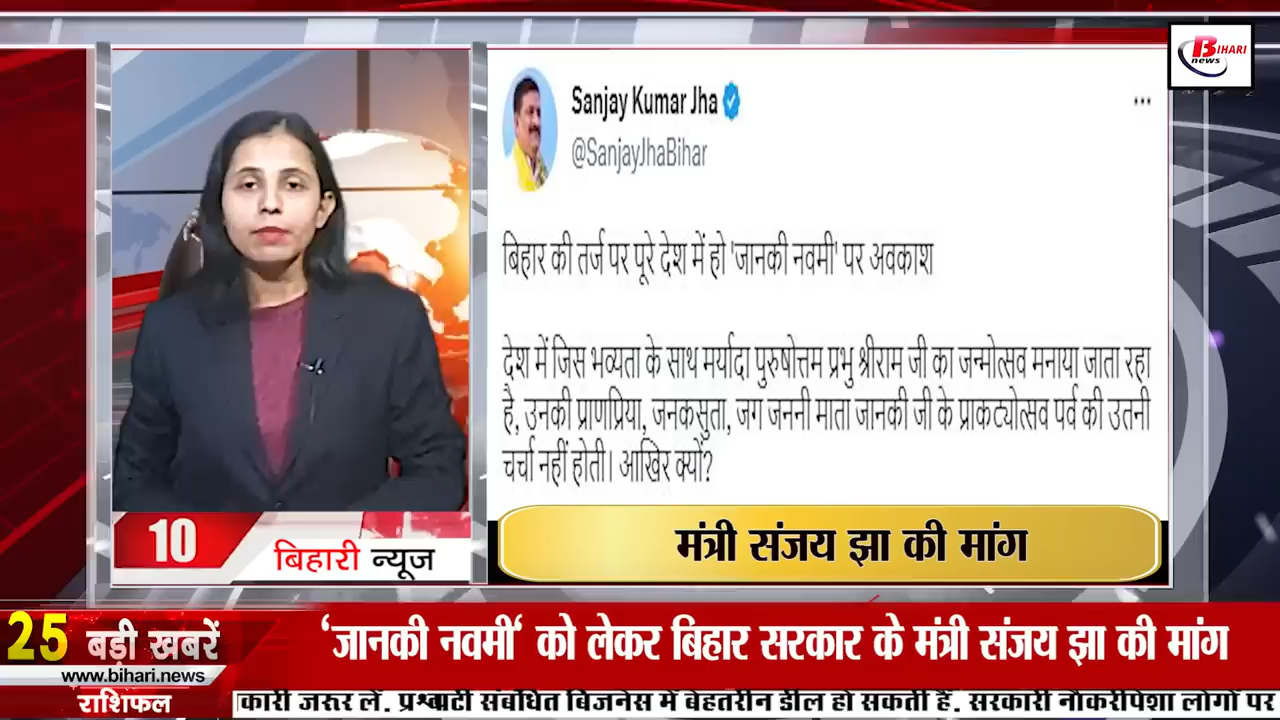 BIHARI
news
Sanjay Kumar Jha
@SanjayJhaBihar
बिहार की तर्ज पर पूरे देश में हो 'जानकी नवमी' पर अवकाश
देश में जिस भव्यता के साथ मर्यादा पुरुषोत्तम प्रभु श्रीराम जी का जन्मोत्सव मनाया जाता रहा
है, उनकी प्राणप्रिया, जनकसुता, जग जननी माता जानकी जी के प्राकट्योत्सव पर्व की उतनी
चर्चा नहीं होती। आखिर क्यों?
मंत्री संजय झा की मांग
10
बिहारी न्यूज
25 बड़ी खबरें
'जानकी नवमी' को लेकर बिहार सरकार के मंत्री संजय झा की मांग
www.bihari.news
राशिफल
कारी जरूर लें. संबंधित बिजनेस में बेहतरीन डील हो सकती हैं. सरकारी नौकरीपेशा लोगों पर